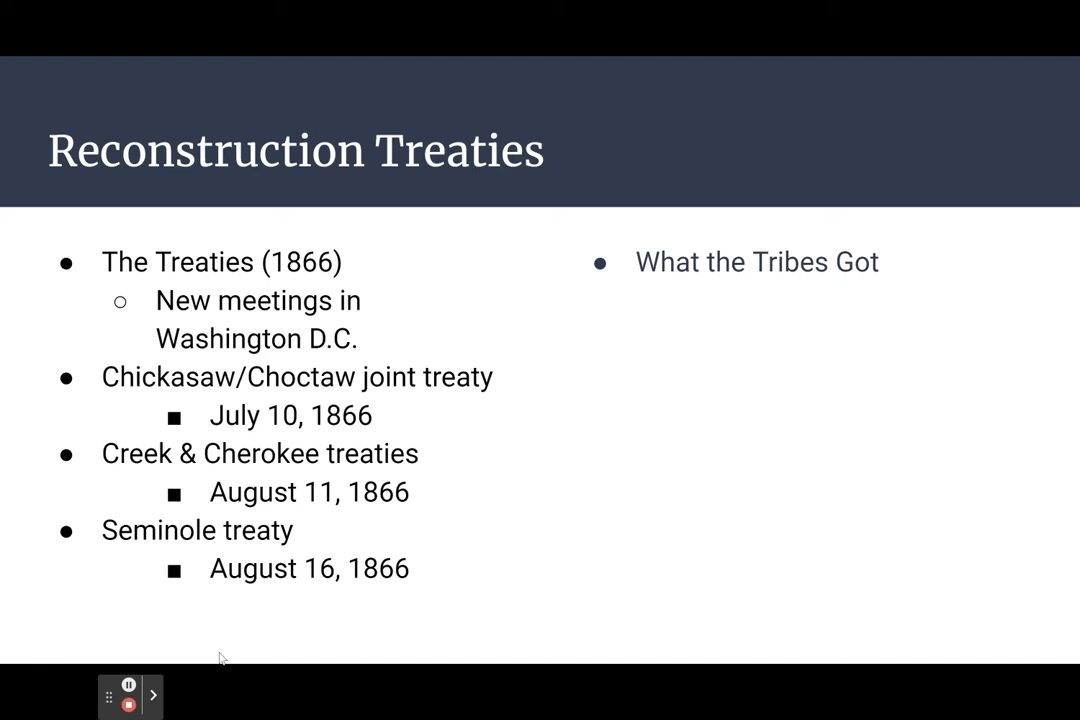 Reconstruction Treaties
● The Treaties (1866)
○ New meetings in
Washington D.C.
● Chickasaw/Choctaw joint treaty
■ July 10, 1866
● Creek & Cherokee treaties
■ August 11, 1866
● Seminole treaty
■ August 16, 1866
● What the Tribes Got